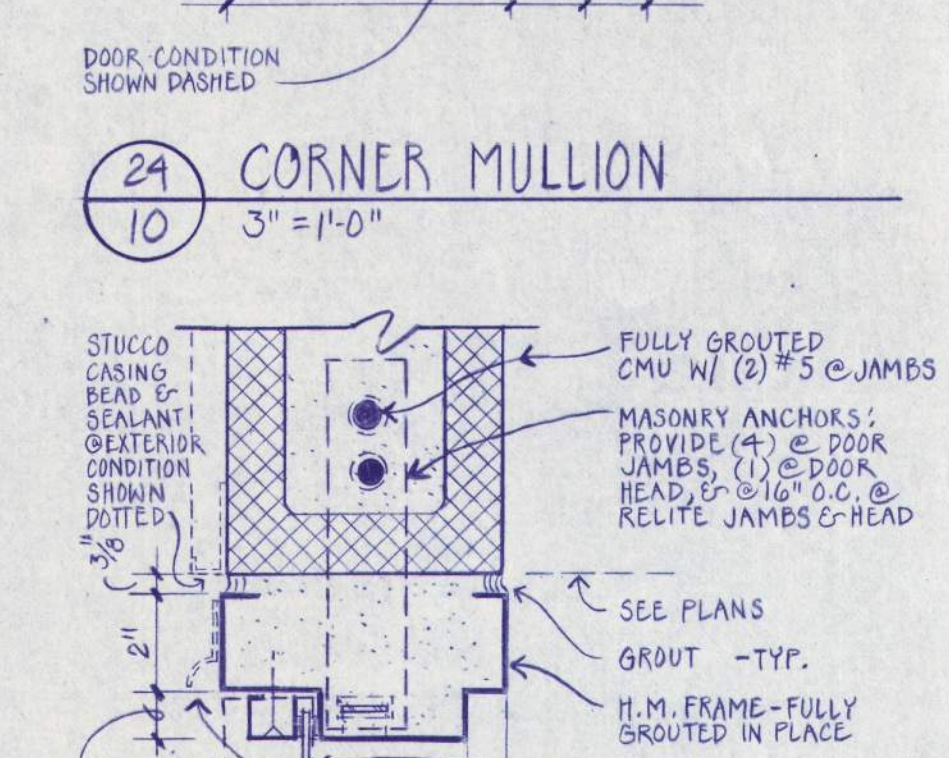 DOOR CONDITION
SHOWN DASHED
24
10
CORNER MULLION
3" = 1'-0"
STUCCO
CASING
BEAD &
SEALANT
@EXTERIOR
CONDITION
SHOWN
DOTTED
3/8"
2"
FULLY GROUTED
CMU W/ (2) #5 @ JAMBS
MASONRY ANCHORS:
PROVIDE (4) @ DOOR
JAMBS, (1) @ DOOR
HEAD, & @ 16" O.C. @
RELITE JAMBS & HEAD
SEE PLANS
GROUT -TYP.
H.M. FRAME - FULLY
GROUTED IN PLACE